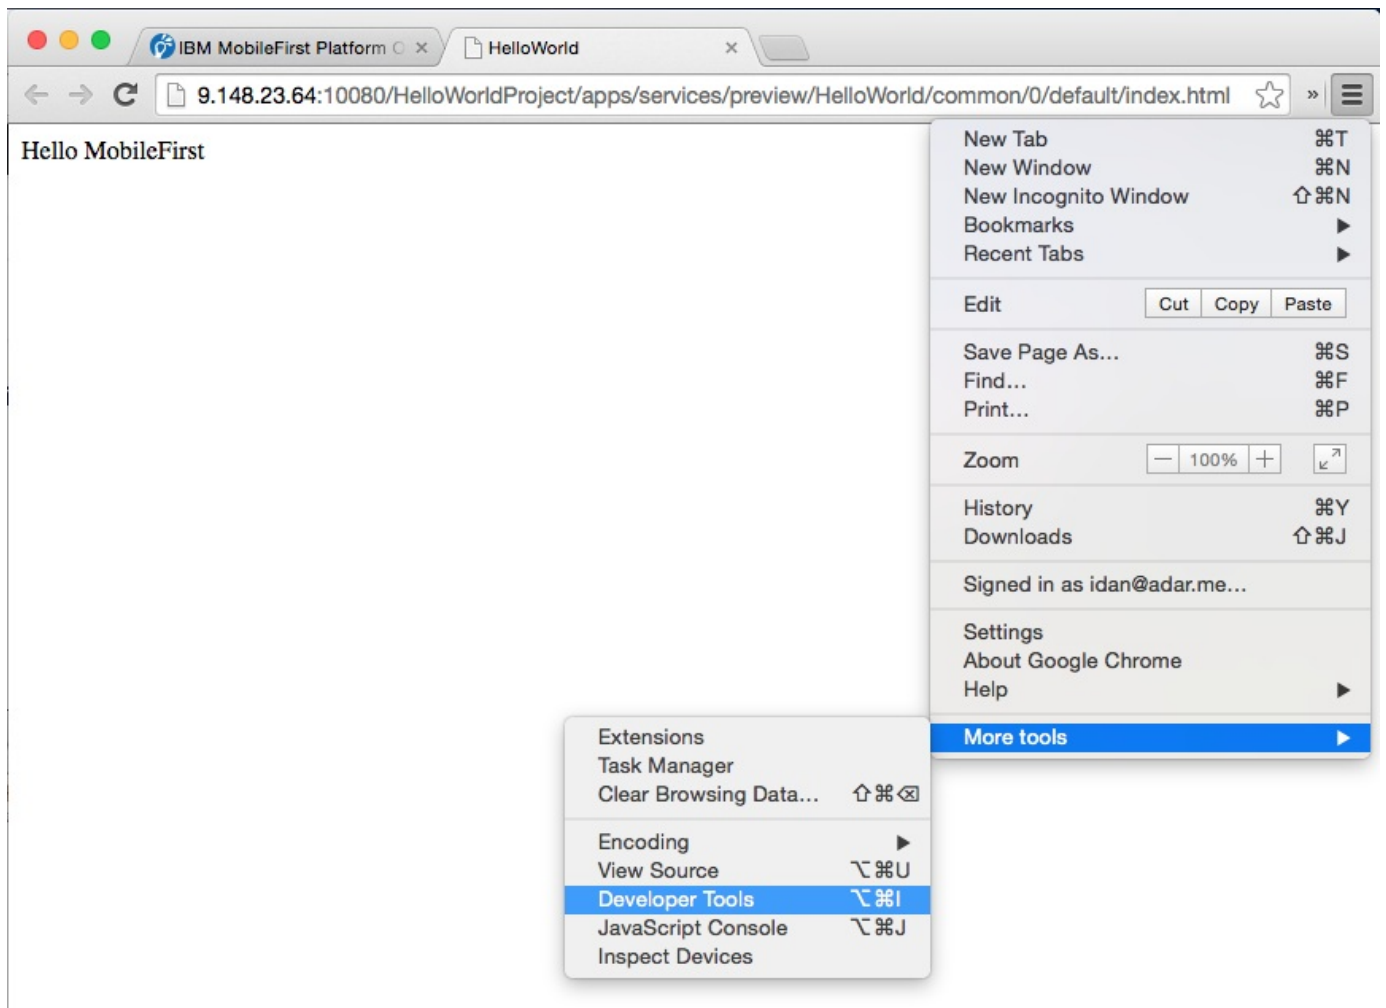 IBM MobileFirst Platform
HelloWorld
9.148.23.64:10080/HelloWorldProject/apps/services/preview/HelloWorld/common/0/default/index.html
Hello MobileFirst
New Tab ⌘T
New Window ⌘N
New Incognito Window ⇧⌘N
Bookmarks ▶
Recent Tabs ▶
Edit Cut Copy Paste
Save Page As... ⌘S
Find... ⌘F
Print... ⌘P
Zoom — 100% +
History ⌘Y
Downloads ⇧⌘J
Signed in as idan@adar.me...
Settings
About Google Chrome
Help ▶
More tools ▶
Extensions
Task Manager
Clear Browsing Data... ⇧⌘⌫
Encoding ▶
View Source ⌥⌘U
Developer Tools ⌥⌘I
JavaScript Console ⌥⌘J
Inspect Devices